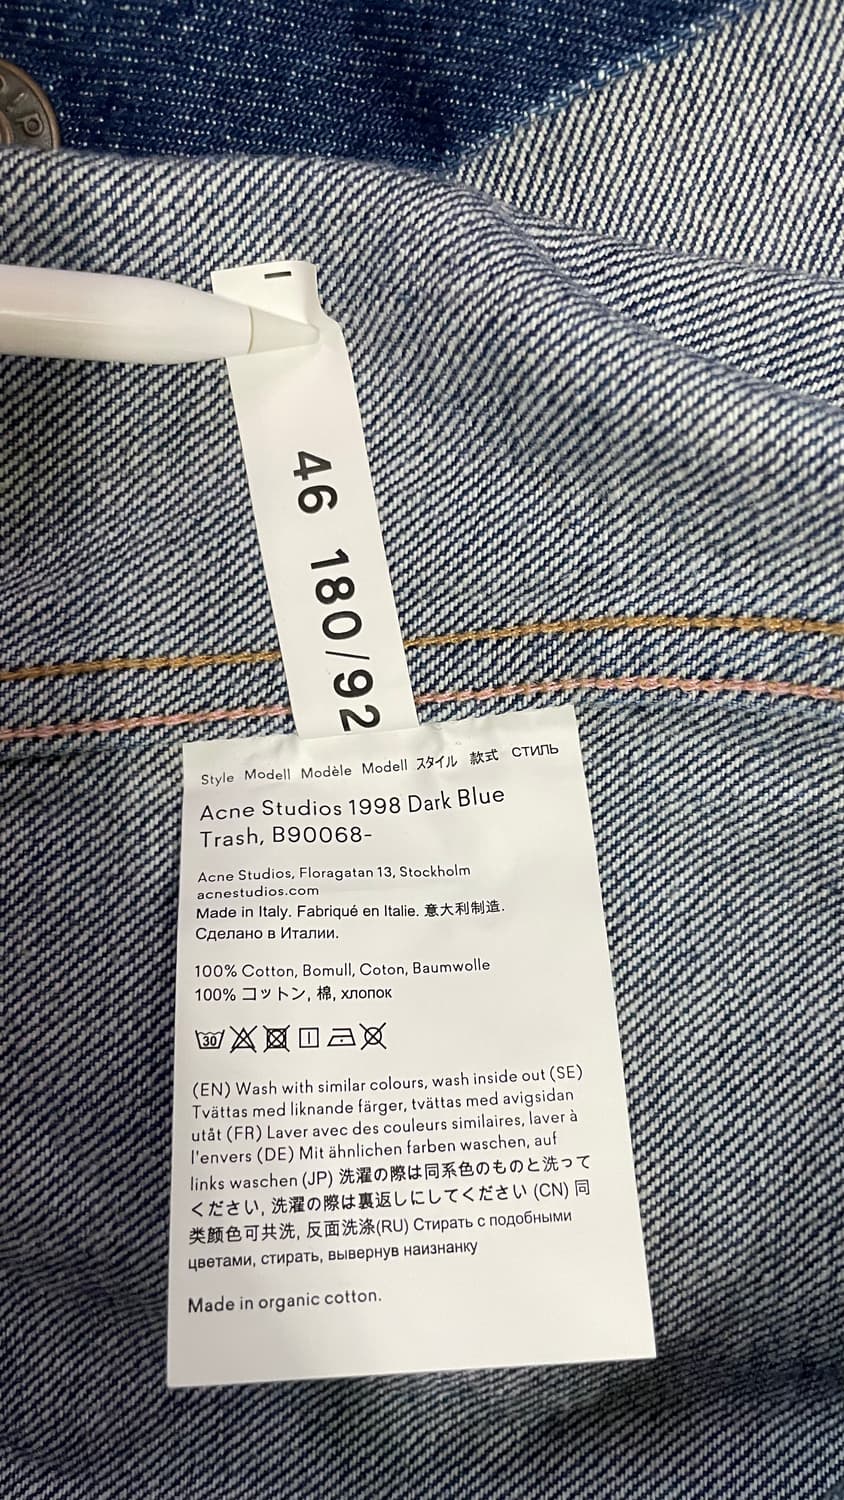 46 180/92
Style Modell Modèle Modell スタイル 款式 СТИЛЬ
Acne Studios 1998 Dark Blue
Trash, B90068-
Acne Studios, Floragatan 13, Stockholm
acnestudios.com
Made in Italy. Fabriqué en Italie. 意大利制造.
Сделано в Италии.
100% Cotton, Bomull, Coton, Baumwolle
100% コットン, 棉, хлопок
30
(EN) Wash with similar colours, wash inside out (SE)
Tvättas med liknande färger, tvättas med avigsidan
utåt (FR) Laver avec des couleurs similaires, laver à
l'envers (DE) Mit ähnlichen farben waschen, auf
links waschen (JP) 洗濯の際は同系色のものと洗って
ください, 洗濯の際は裏返しにしてください (CN) 同
类颜色可共洗, 反面洗涤(RU) Стирать с подобными
цветами, стирать, вывернув наизнанку
Made in organic cotton.